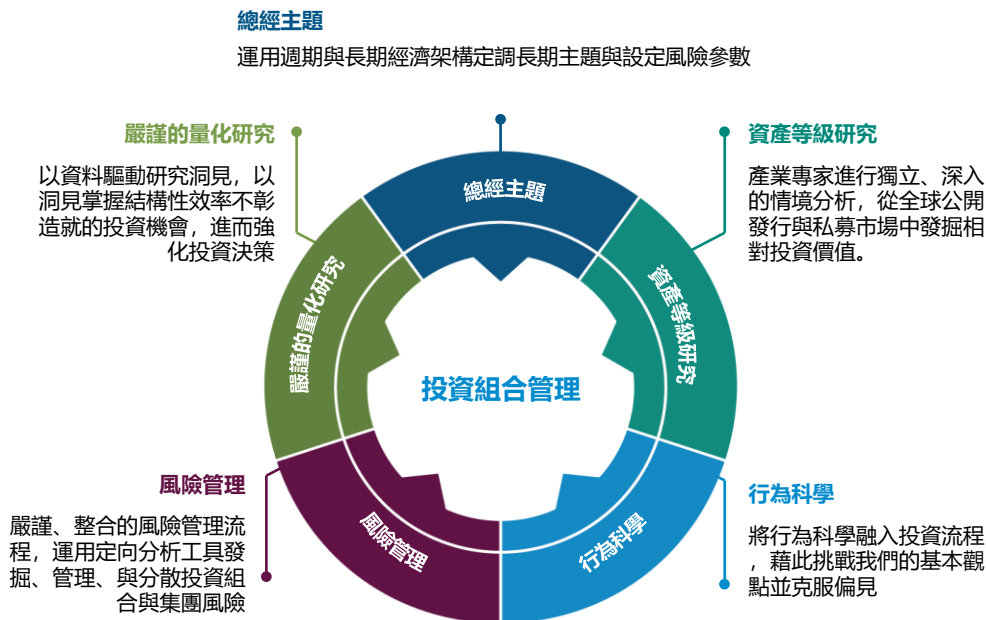 總經主題
運用週期與長期經濟架構定調長期主題與設定風險參數
嚴謹的量化研究
以資料驅動研究洞見，以
洞見掌握結構性效率不彰
造就的投資機會，進而強
化投資決策
資產等級研究
產業專家進行獨立、深入
的情境分析，從全球公開
發行與私募市場中發掘相
對投資價值。
總經主題
嚴謹的量化研究
資產等級研究
投資組合管理
風險管理
行為科學
風險管理
嚴謹、整合的風險管理流
程，運用定向分析工具發
掘、管理、與分散投資組
合與集團風險
行為科學
將行為科學融入投資流程
，藉此挑戰我們的基本觀
點並克服偏見